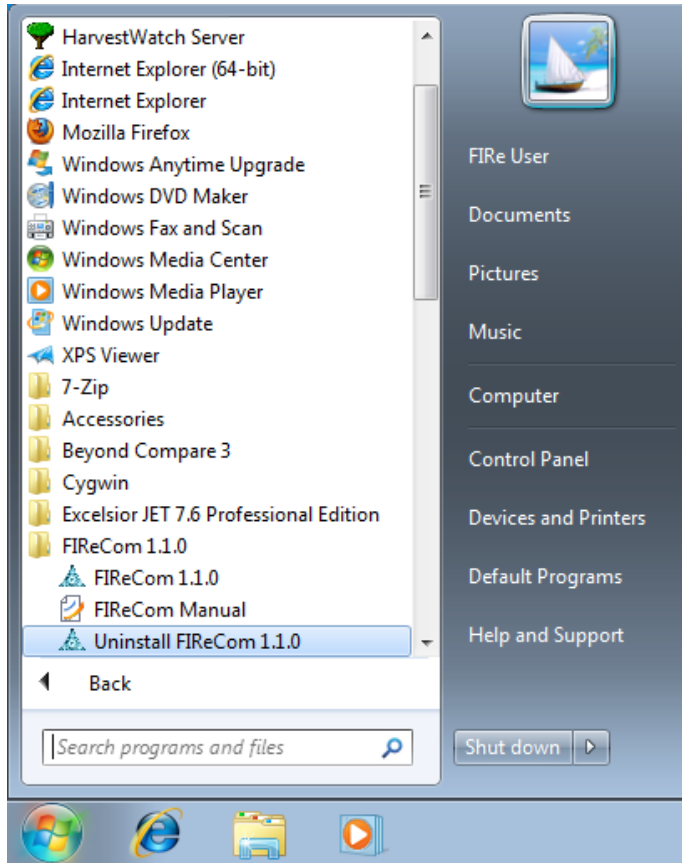 HarvestWatch Server
Internet Explorer (64-bit)
Internet Explorer
Mozilla Firefox
Windows Anytime Upgrade
Windows DVD Maker
Windows Fax and Scan
Windows Media Center
Windows Media Player
Windows Update
XPS Viewer
7-Zip
Accessories
Beyond Compare 3
Cygwin
Excelsior JET 7.6 Professional Edition
FIReCom 1.1.0
FIReCom 1.1.0
FIReCom Manual
Uninstall FIReCom 1.1.0
Back
Search programs and files
FIRe User
Documents
Pictures
Music
Computer
Control Panel
Devices and Printers
Default Programs
Help and Support
Shut down